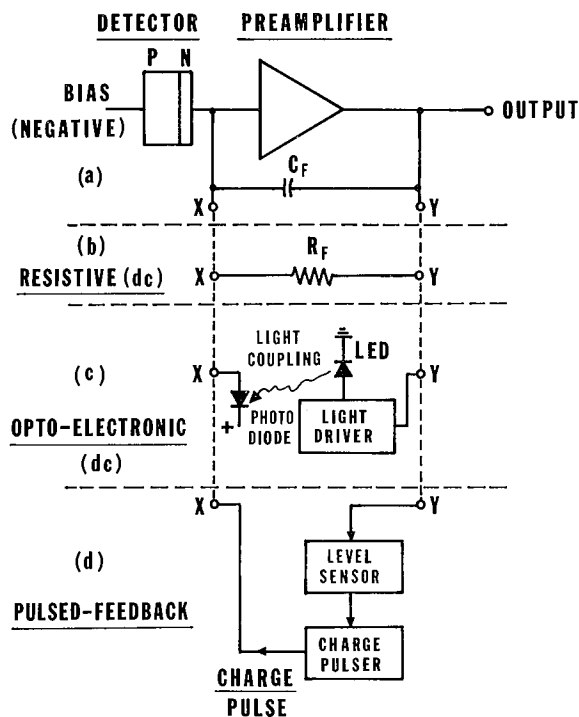 DETECTOR PREAMPLIFIER
P N
BIAS
(NEGATIVE)
OUTPUT
C_F
(a)
X Y
(b)
R_F
RESISTIVE (dc)
X Y
LIGHT
COUPLING
LED
(c)
X Y
+
PHOTO
DIODE
LIGHT
DRIVER
OPTO-ELECTRONIC
(dc)
X Y
(d)
LEVEL
SENSOR
PULSED-FEEDBACK
CHARGE
PULSER
CHARGE
PULSE